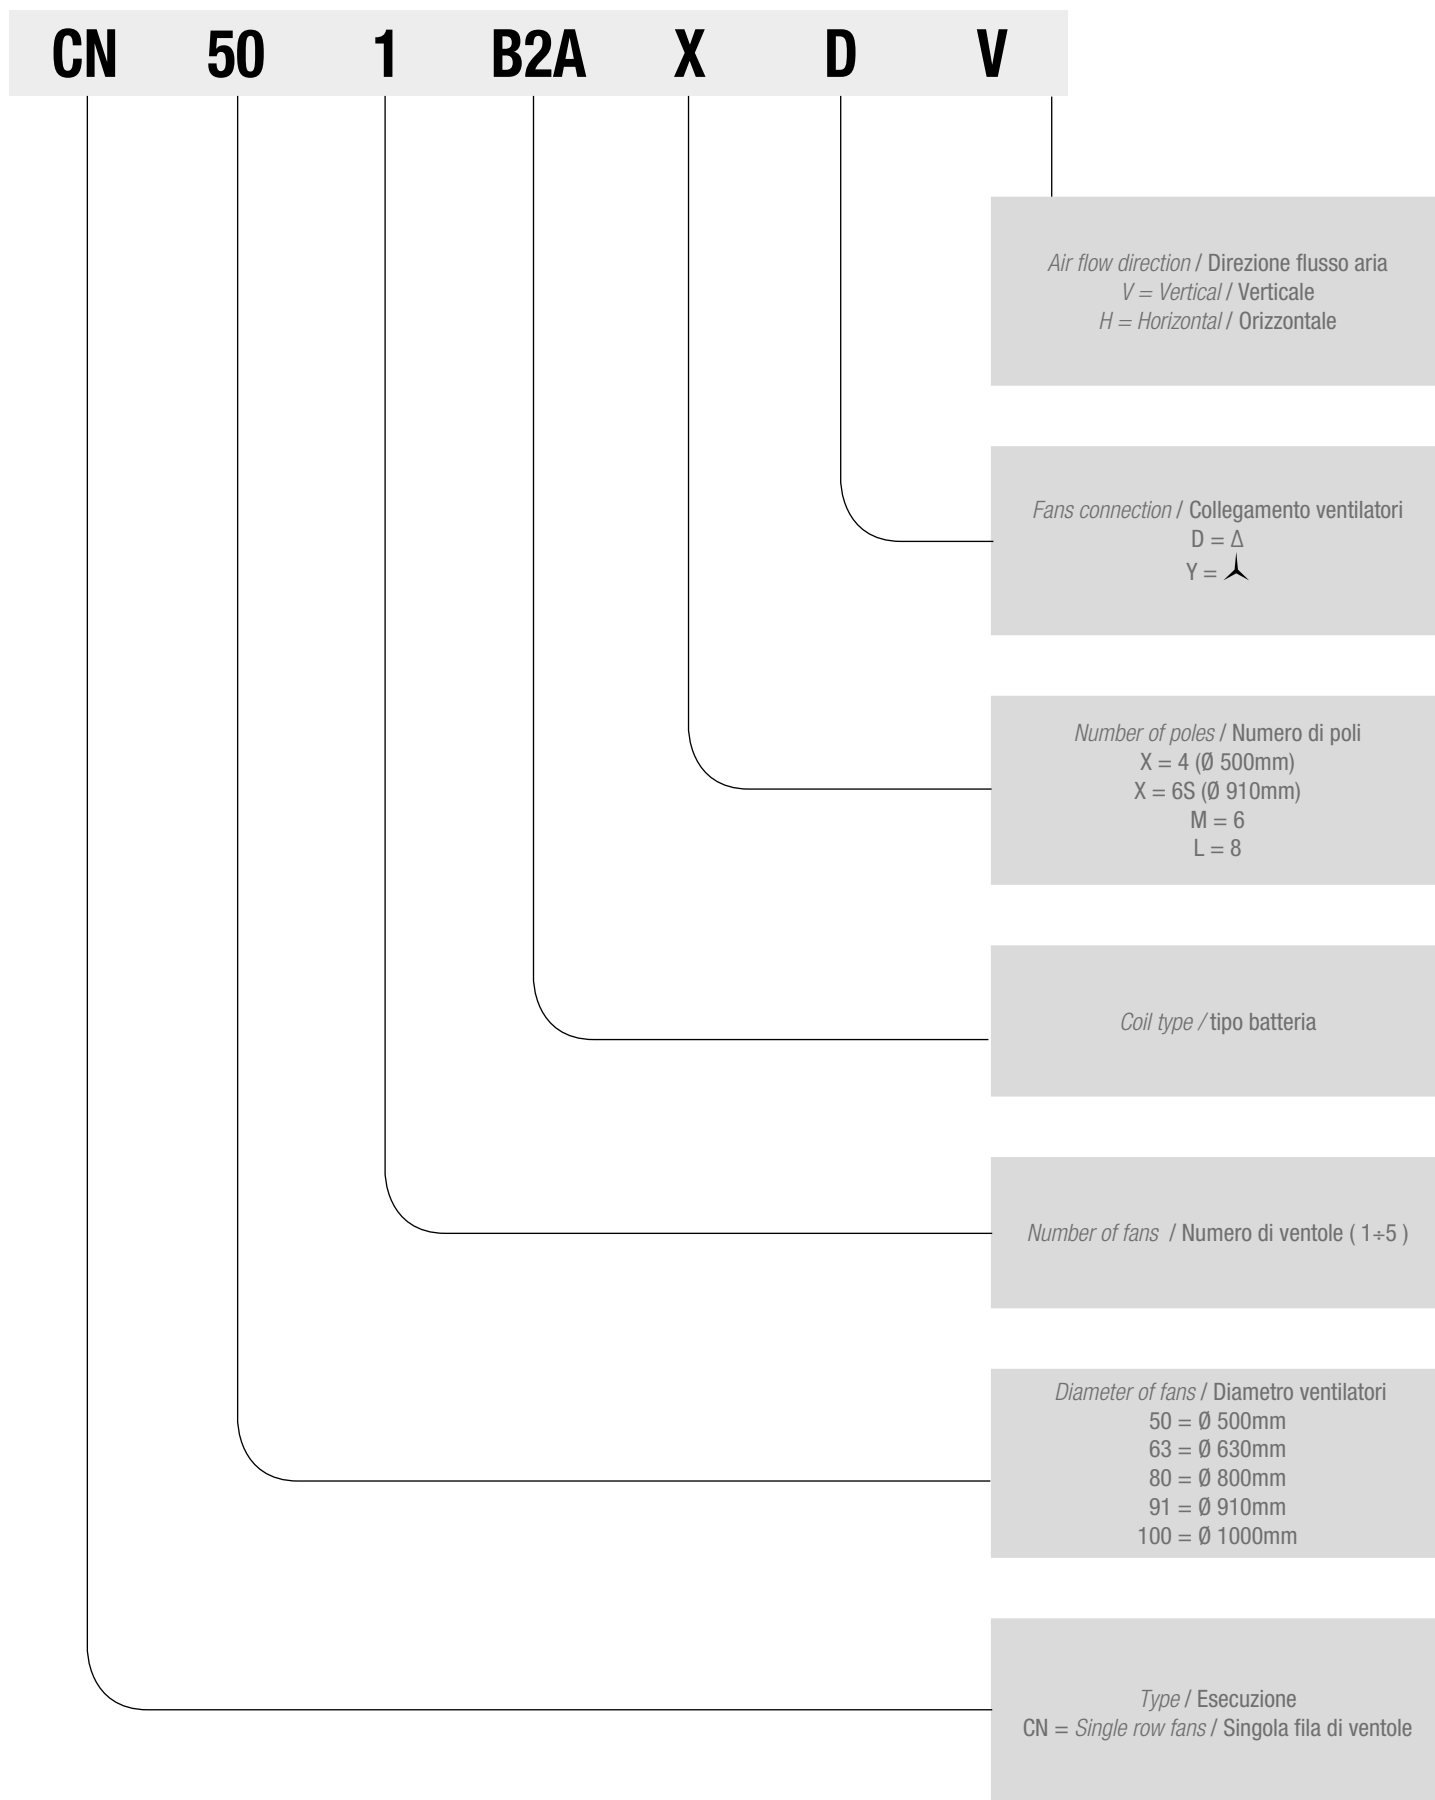 CN 50 1 B2A X D V
Air flow direction / Direzione flusso aria
V = Vertical / Verticale
H = Horizontal / Orizzontale
Fans connection / Collegamento ventilatori
D = Δ
Y =
Number of poles / Numero di poli
X = 4 (Ø 500mm)
X = 6S (Ø 910mm)
M = 6
L = 8
Coil type / tipo batteria
Number of fans / Numero di ventole ( 1÷5 )
Diameter of fans / Diametro ventilatori
50 = Ø 500mm
63 = Ø 630mm
80 = Ø 800mm
91 = Ø 910mm
100 = Ø 1000mm
Type / Esecuzione
CN = Single row fans / Singola fila di ventole